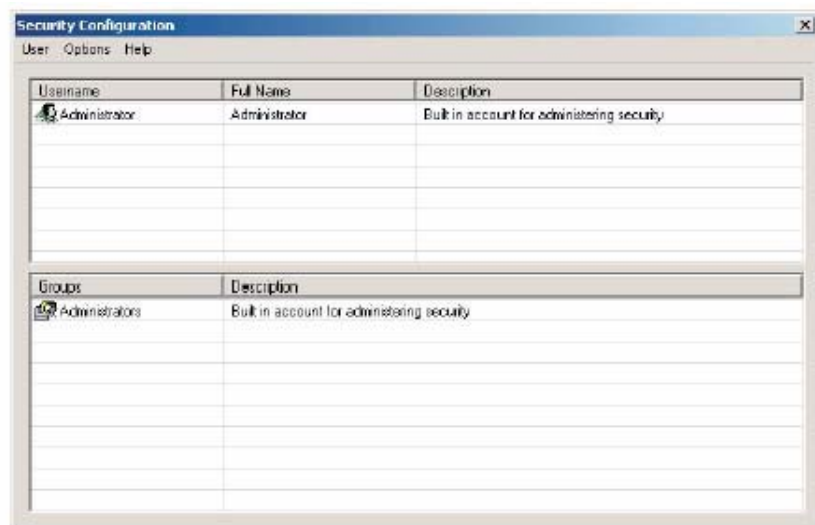 Security Configuration
User Options Help
Username Full Name Description
Administrator Administrator Built in account for administering security
Groups Description
Administrators Built in account for administering security